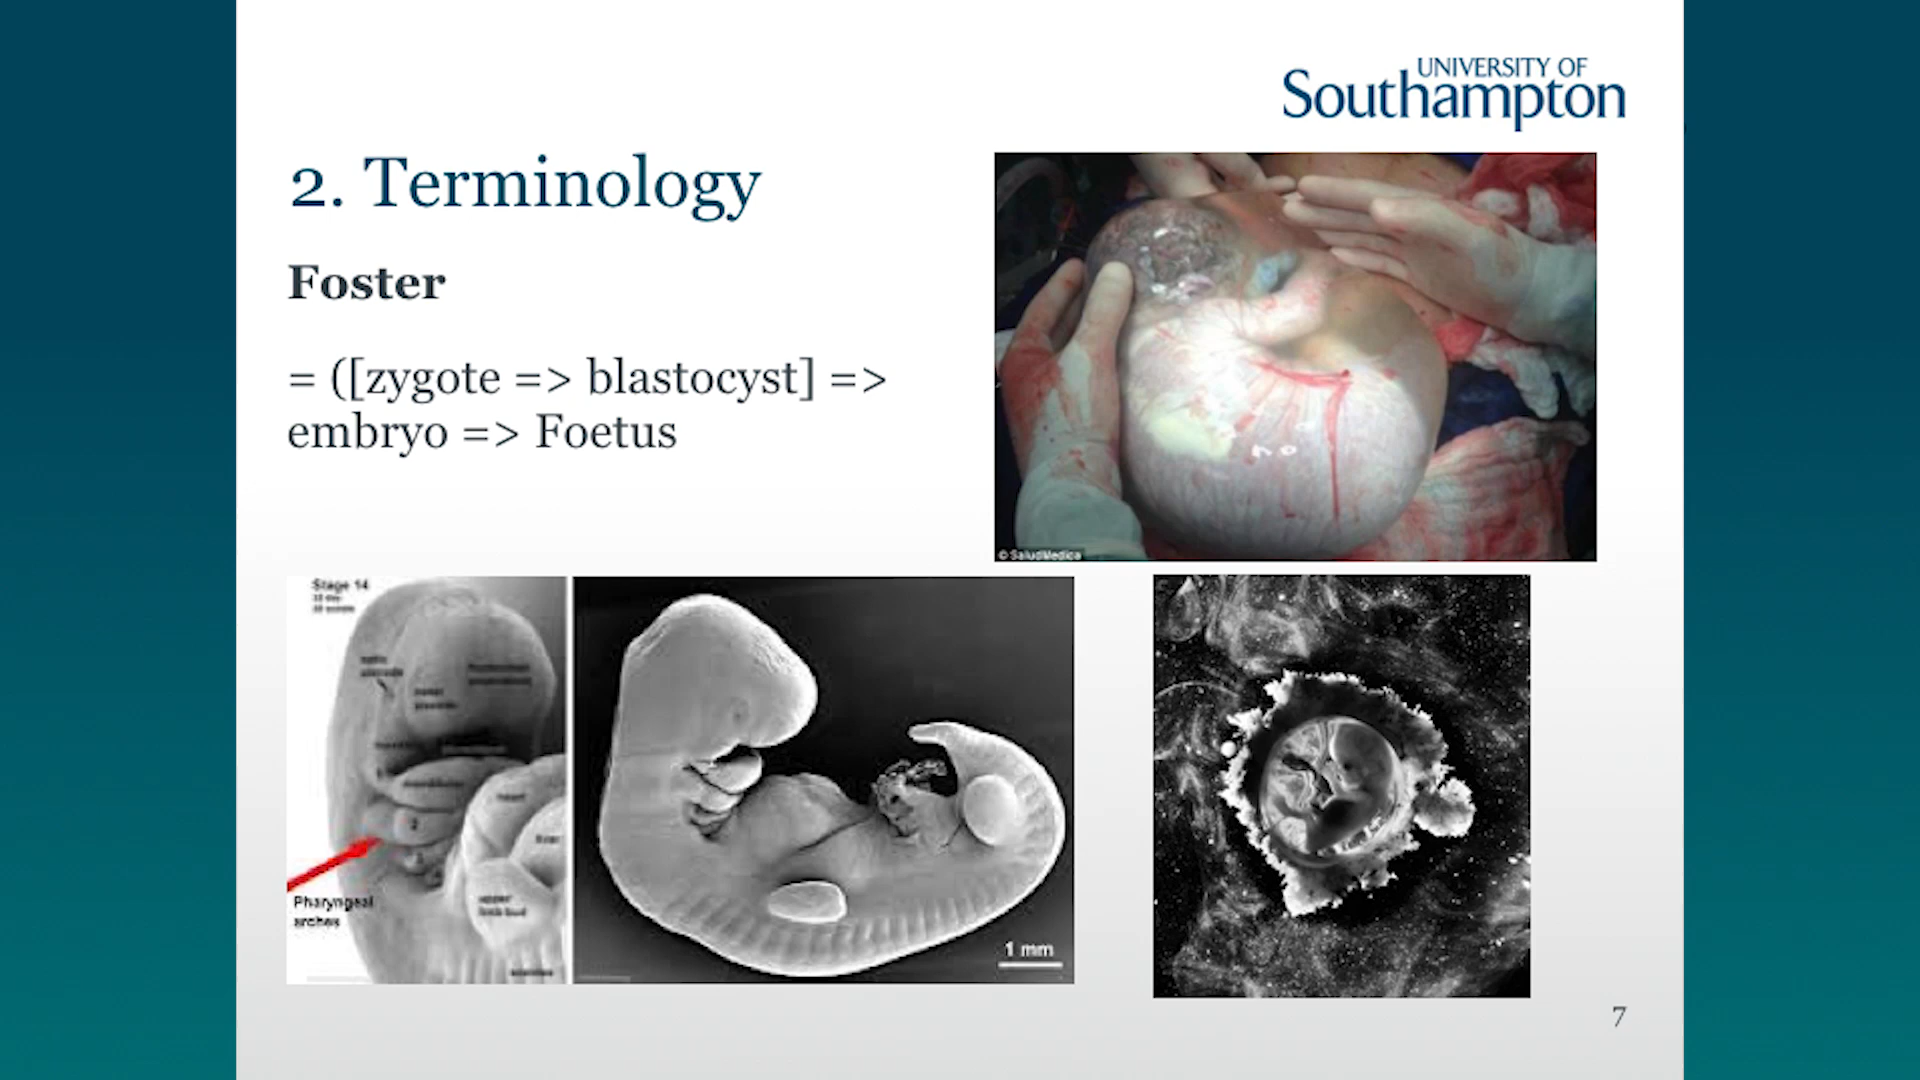 UNIVERSITY OF
Southampton
2. Terminology
Foster
= ([zygote => blastocyst] =>
embryo => Foetus
© SaludMedica
Stage 14
Pharyngeal
arches
1 mm
7